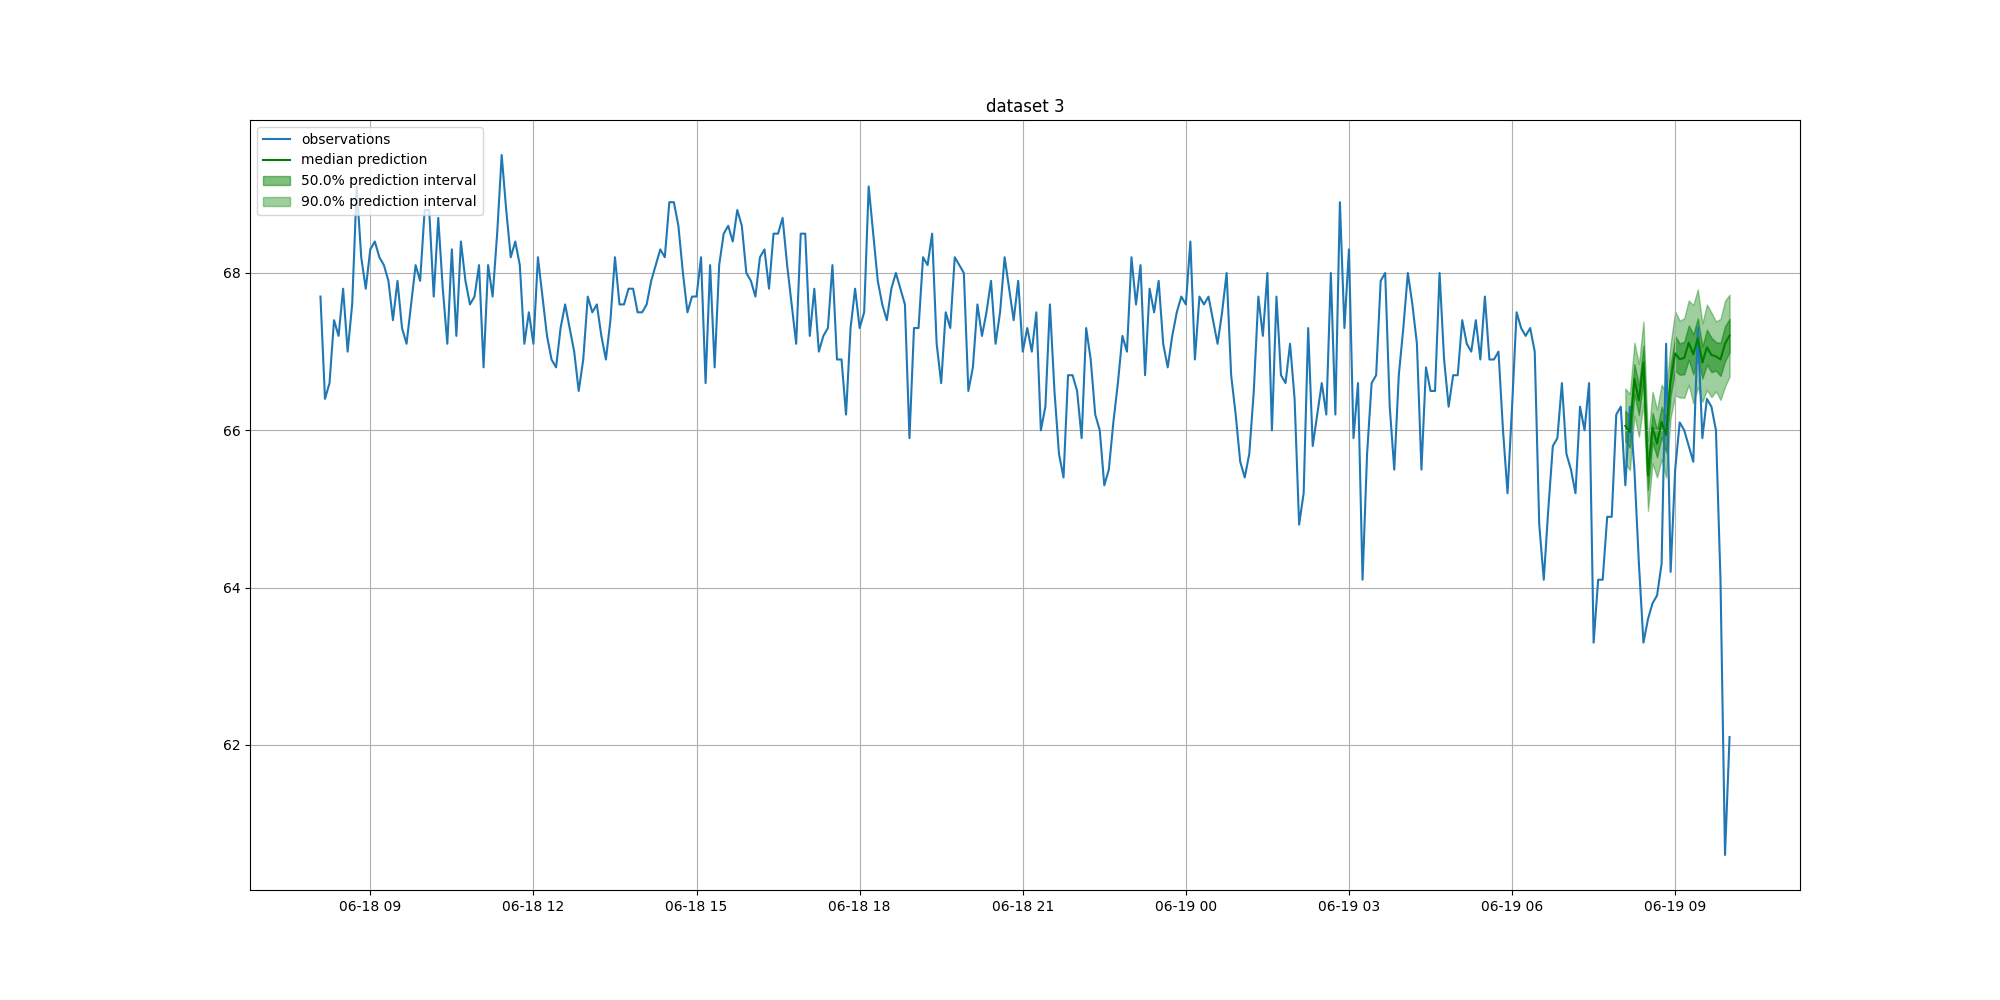 dataset 3
observations
median prediction
50.0% prediction interval
90.0% prediction interval
68
66
64
62
06-18 09
06-18 12
06-18 15
06-18 18
06-18 21
06-19 00
06-19 03
06-19 06
06-19 09